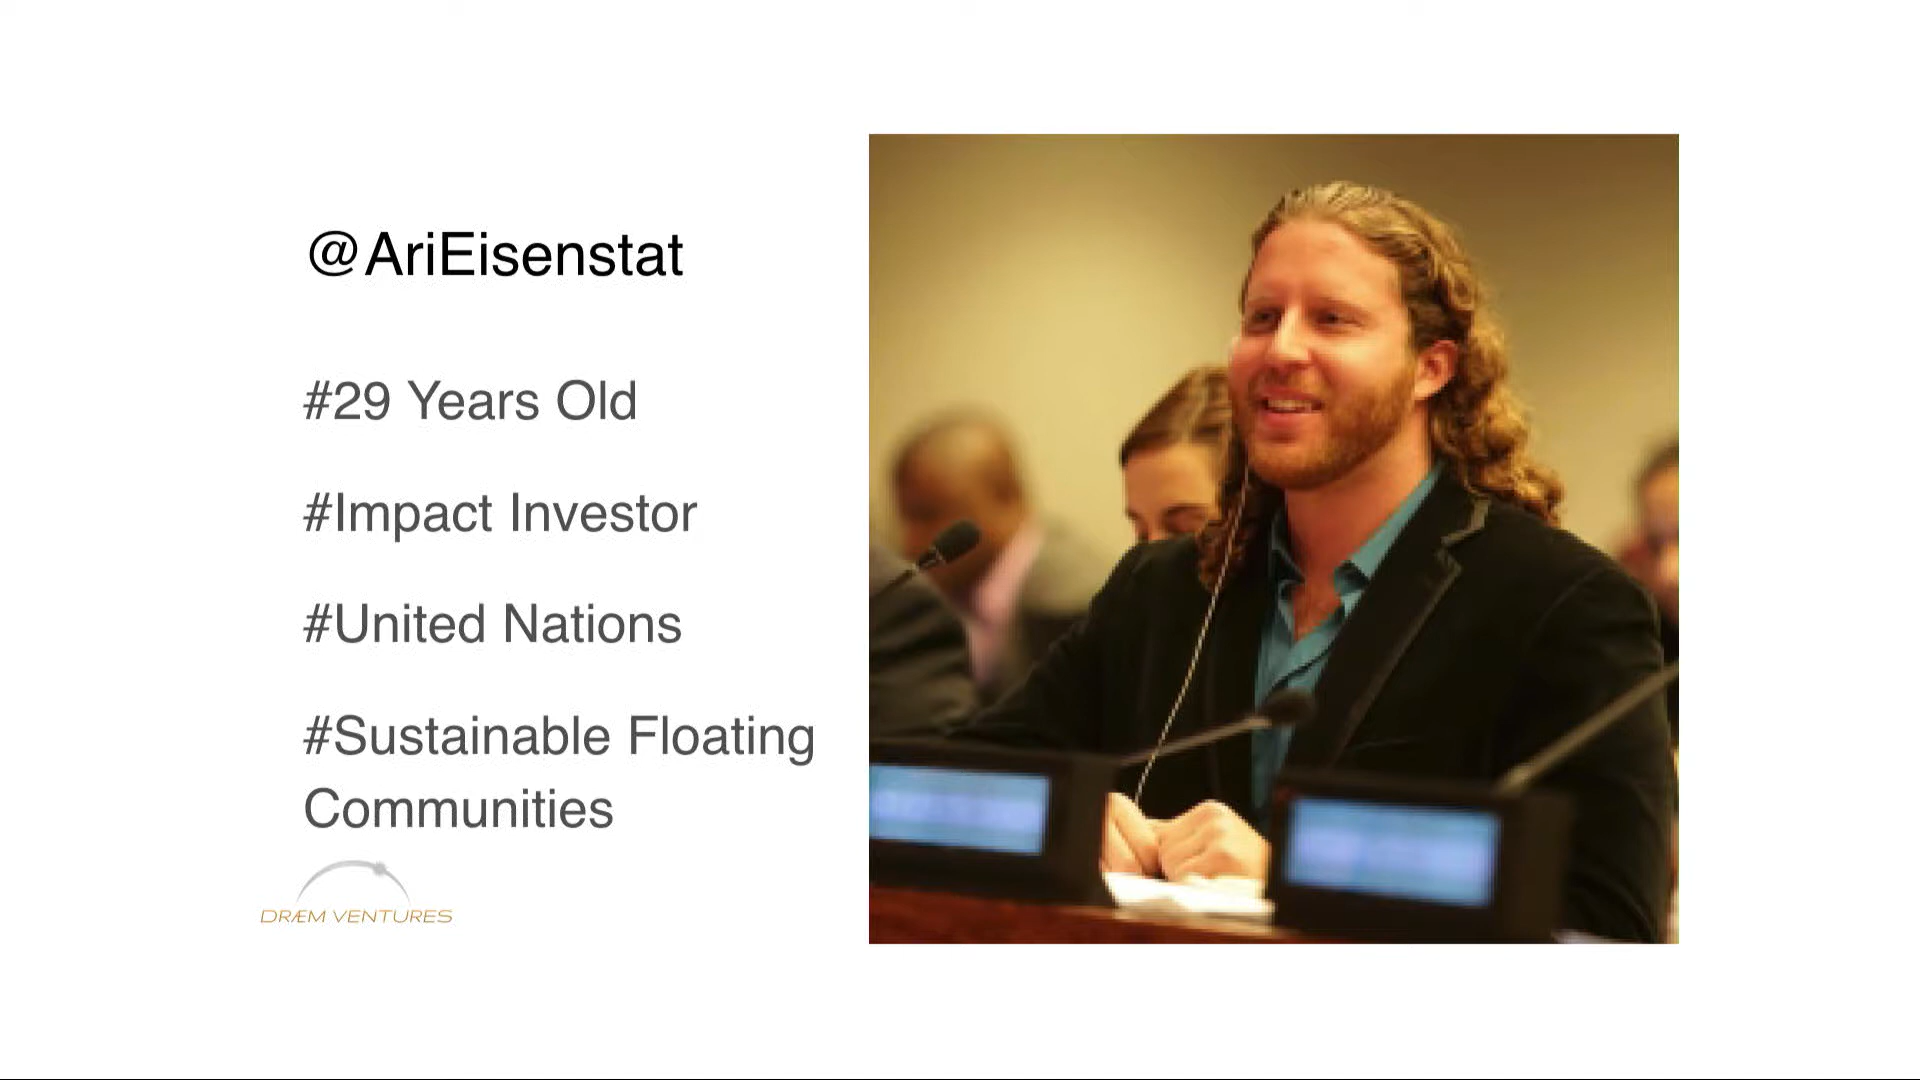 @AriEisenstat
#29 Years Old
#Impact Investor
#United Nations
#Sustainable Floating
Communities
DRÆM VENTURES